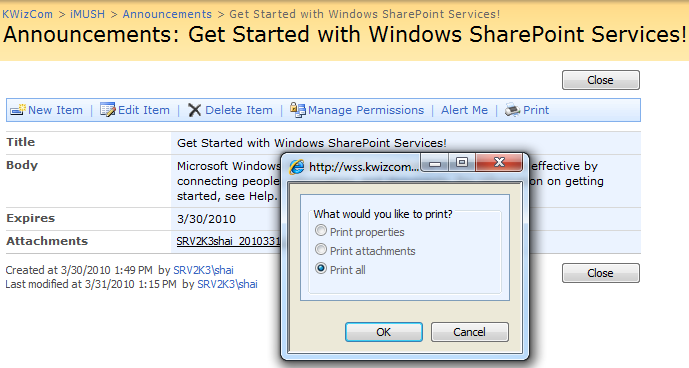 KWizCom > iMUSH > Announcements > Get Started with Windows SharePoint Services!
Announcements: Get Started with Windows SharePoint Services!
Close
New Item | Edit Item | Delete Item | Manage Permissions | Alert Me | Print
Title Get Started with Windows SharePoint Services!
Body Microsoft Windows effective by
connecting people on on getting
started, see Help.
Expires 3/30/2010
Attachments SRV2K3shai_2010331
Created at 3/30/2010 1:49 PM by SRV2K3\shai
Last modified at 3/31/2010 1:15 PM by SRV2K3\shai
Close
http://wss.kwizcom...
What would you like to print?
Print properties
Print attachments
Print all
OK Cancel